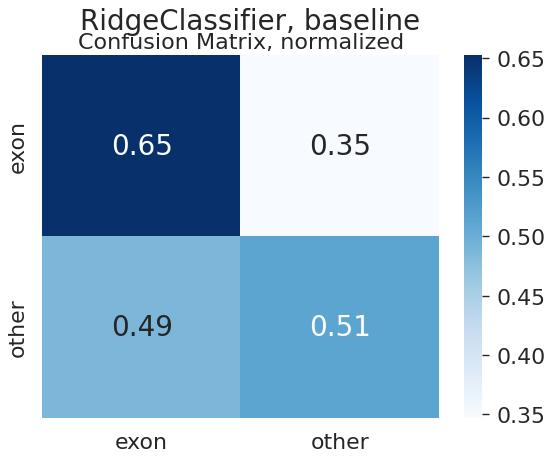 RidgeClassifier, baseline
Confusion Matrix, normalized
exon
0.65
0.35
other
0.49
0.51
exon
other
0.65
0.60
0.55
0.50
0.45
0.40
0.35